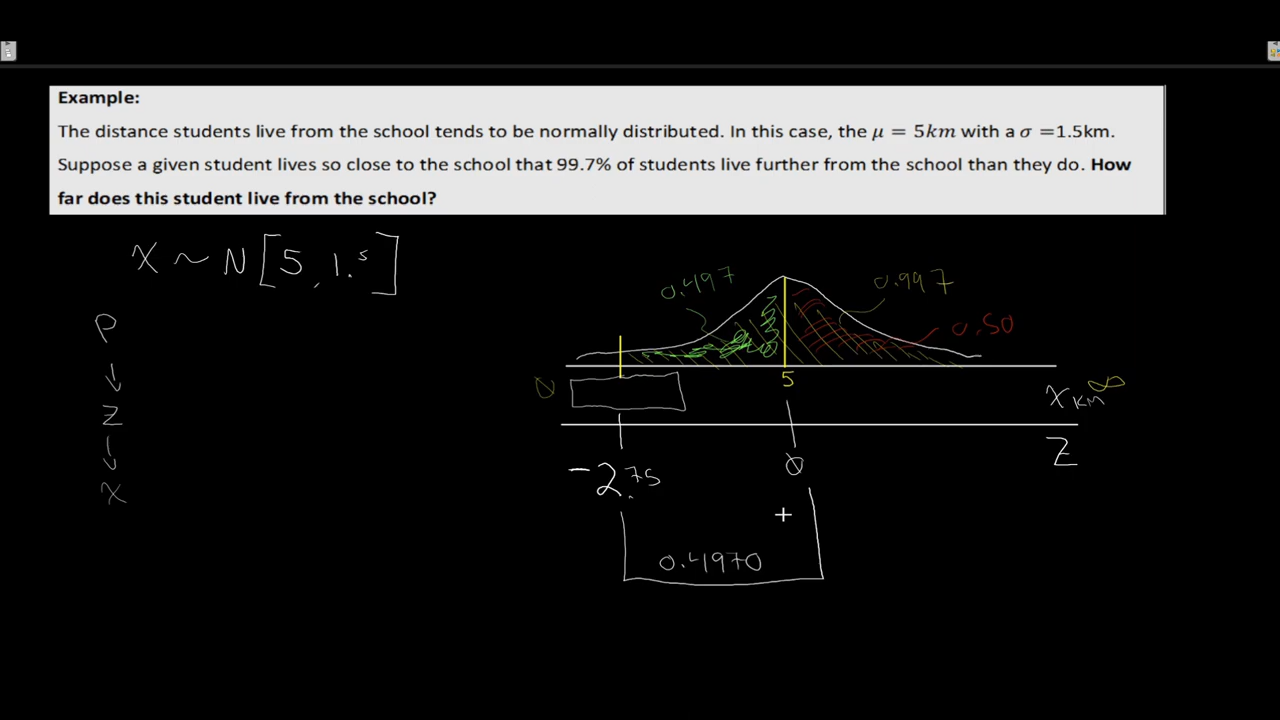 Example:
The distance students live from the school tends to be normally distributed. In this case, the μ = 5km with a σ =1.5km.
Suppose a given student lives so close to the school that 99.7% of students live further from the school than they do. How
far does this student live from the school?
X ~ N[5, 1.5]
P
↓
Z
↓
X
0.497
0.997
0.50
0
5
X km ∞
Z
-2.75
0
0.4970